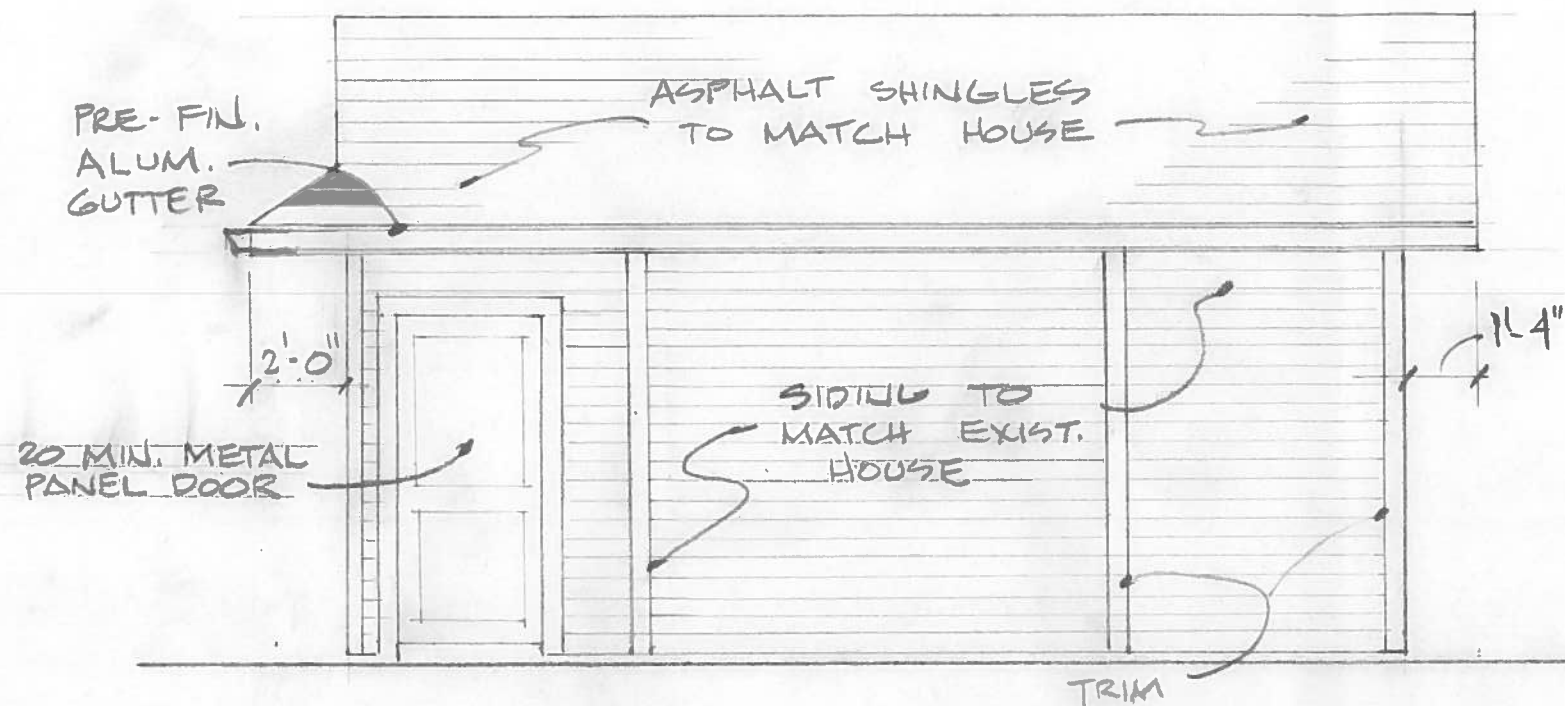 PRE-FIN.
ALUM.
GUTTER
ASPHALT SHINGLES
TO MATCH HOUSE
2'-0"
1'-4"
SIDING TO
MATCH EXIST.
HOUSE
20 MIN. METAL
PANEL DOOR
TRIM